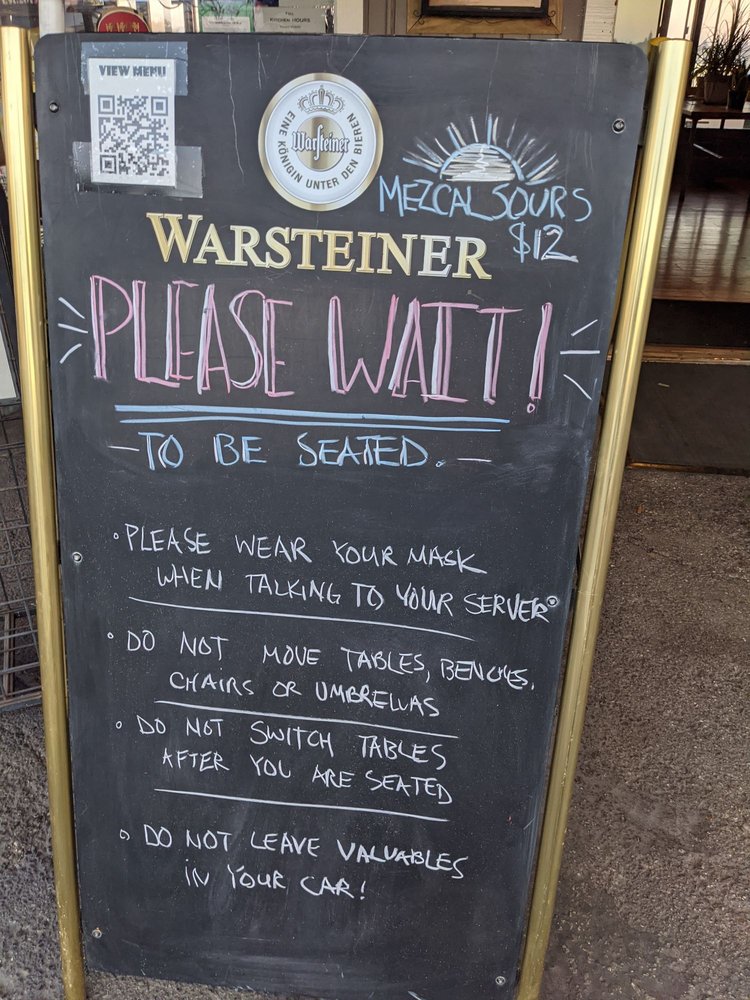 KITCHEN HOURS
VIEW MENU
EINE KÖNIGIN UNTER DEN BIEREN
Warsteiner
MEZCAL SOURS
$12
WARSTEINER
PLEASE WAIT!
- TO BE SEATED. -
• PLEASE WEAR YOUR MASK
WHEN TALKING TO YOUR SERVER
• DO NOT MOVE TABLES, BENCHES,
CHAIRS OR UMBRELLAS
• DO NOT SWITCH TABLES
AFTER YOU ARE SEATED
• DO NOT LEAVE VALUABLES
IN YOUR CAR!